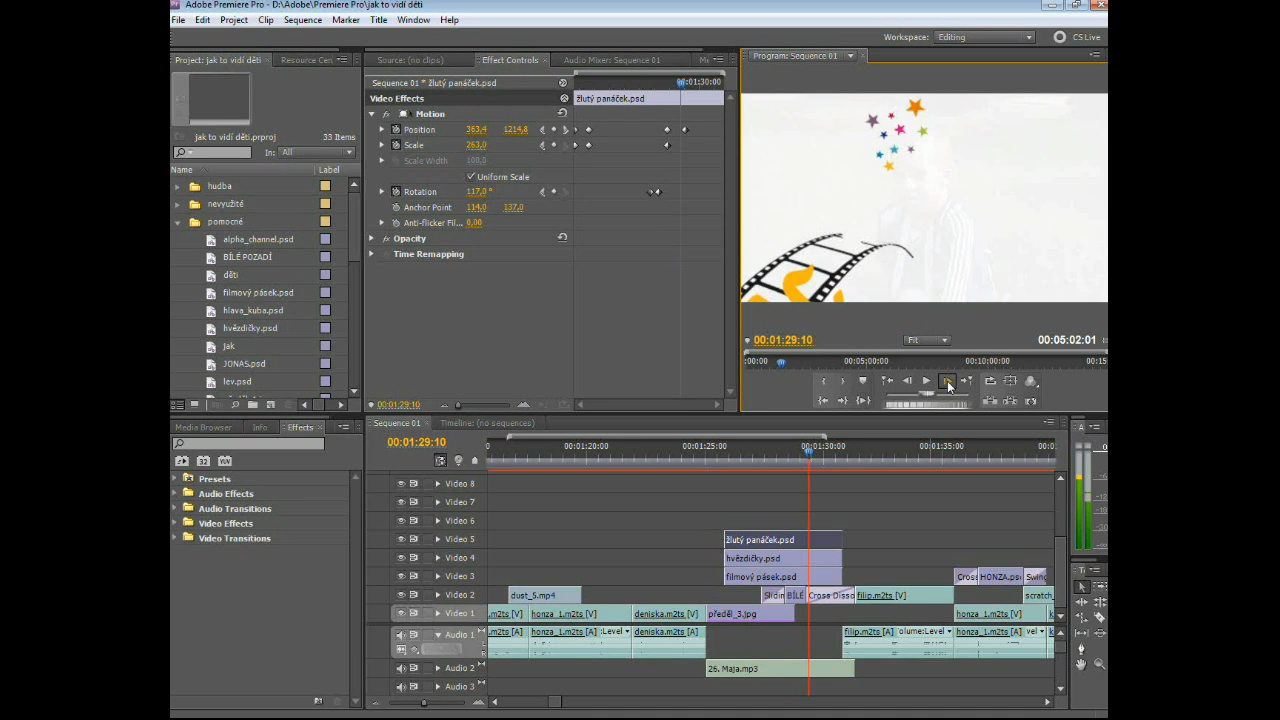 Adobe Premiere Pro - D:\Adobe\Premiere Pro\jak to vidí děti
File Edit Project Clip Sequence Marker Title Window Help
Workspace: Editing CS Live
Project: jak to vidí děti Resource Cen
jak to vidí děti.prproj 33 Items
In: All
Name Label
hudba
nevyužité
pomocné
alpha_channel.psd
BÍLÉ POZADÍ
děti
filmový pásek.psd
hlava_kuba.psd
hvězdičky.psd
jak
JONAS.psd
lev.psd
Source: (no clips) Effect Controls Audio Mixer: Sequence 01
Sequence 01 * žlutý panáček.psd 00:01:30:00
Video Effects žlutý panáček.psd
Motion
Position 363,4 1214,8
Scale 263,0
Scale Width 100,0
Uniform Scale
Rotation 117,0 °
Anchor Point 114,0 137,0
Anti-flicker Fil... 0,00
Opacity
Time Remapping
00:01:29:10
Program: Sequence 01
00:01:29:10 Fit 00:05:02:01
:00:00 00:05:00:00 00:10:00:00 00:15
Media Browser Info Effects
Presets
Audio Effects
Audio Transitions
Video Effects
Video Transitions
Sequence 01 Timeline: (no sequences)
00:01:29:10 0 00:01:20:00 00:01:25:00 00:01:30:00 00:01:35:00 00:0
Video 8
Video 7
Video 6
Video 5 žlutý panáček.psd
Video 4 hvězdičky.psd
Video 3 filmový pásek.psd Cross HONZA.ps Swing
Video 2 dust_5.mp4 Slidin BÍLÉ Cross Disso filip.m2ts [V] scratch_
Video 1 .m2ts [V] honza_1.m2ts [V] deniska.m2ts [V] předěl_3.jpg honza_1.m2ts [V]
Audio 1 .m2ts [A] honza_1.m2ts [A] :Level deniska.m2ts [A] filip.m2ts [A] olume:Level honza_1.m2ts [A] vel
Audio 2 26. Maja.mp3
Audio 3